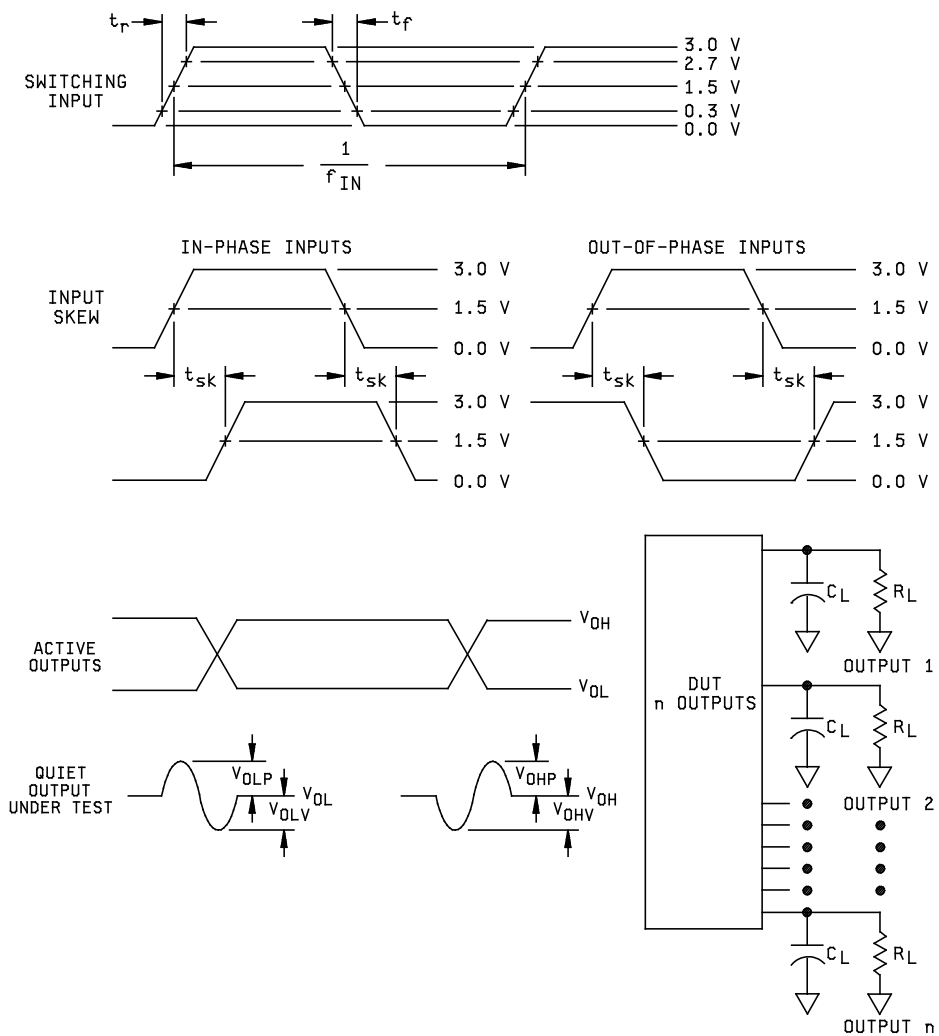 tr
tf
SWITCHING
INPUT
3.0 V
2.7 V
1.5 V
0.3 V
0.0 V
1
fIN
IN-PHASE INPUTS
OUT-OF-PHASE INPUTS
INPUT
SKEW
3.0 V
1.5 V
0.0 V
3.0 V
1.5 V
0.0 V
tsk
tsk
tsk
tsk
3.0 V
1.5 V
0.0 V
3.0 V
1.5 V
0.0 V
ACTIVE
OUTPUTS
VOH
VOL
QUIET
OUTPUT
UNDER TEST
VOLP
VOL
VOLV
VOHP
VOH
VOHV
DUT
n OUTPUTS
CL
RL
OUTPUT 1
CL
RL
OUTPUT 2
CL
RL
OUTPUT n